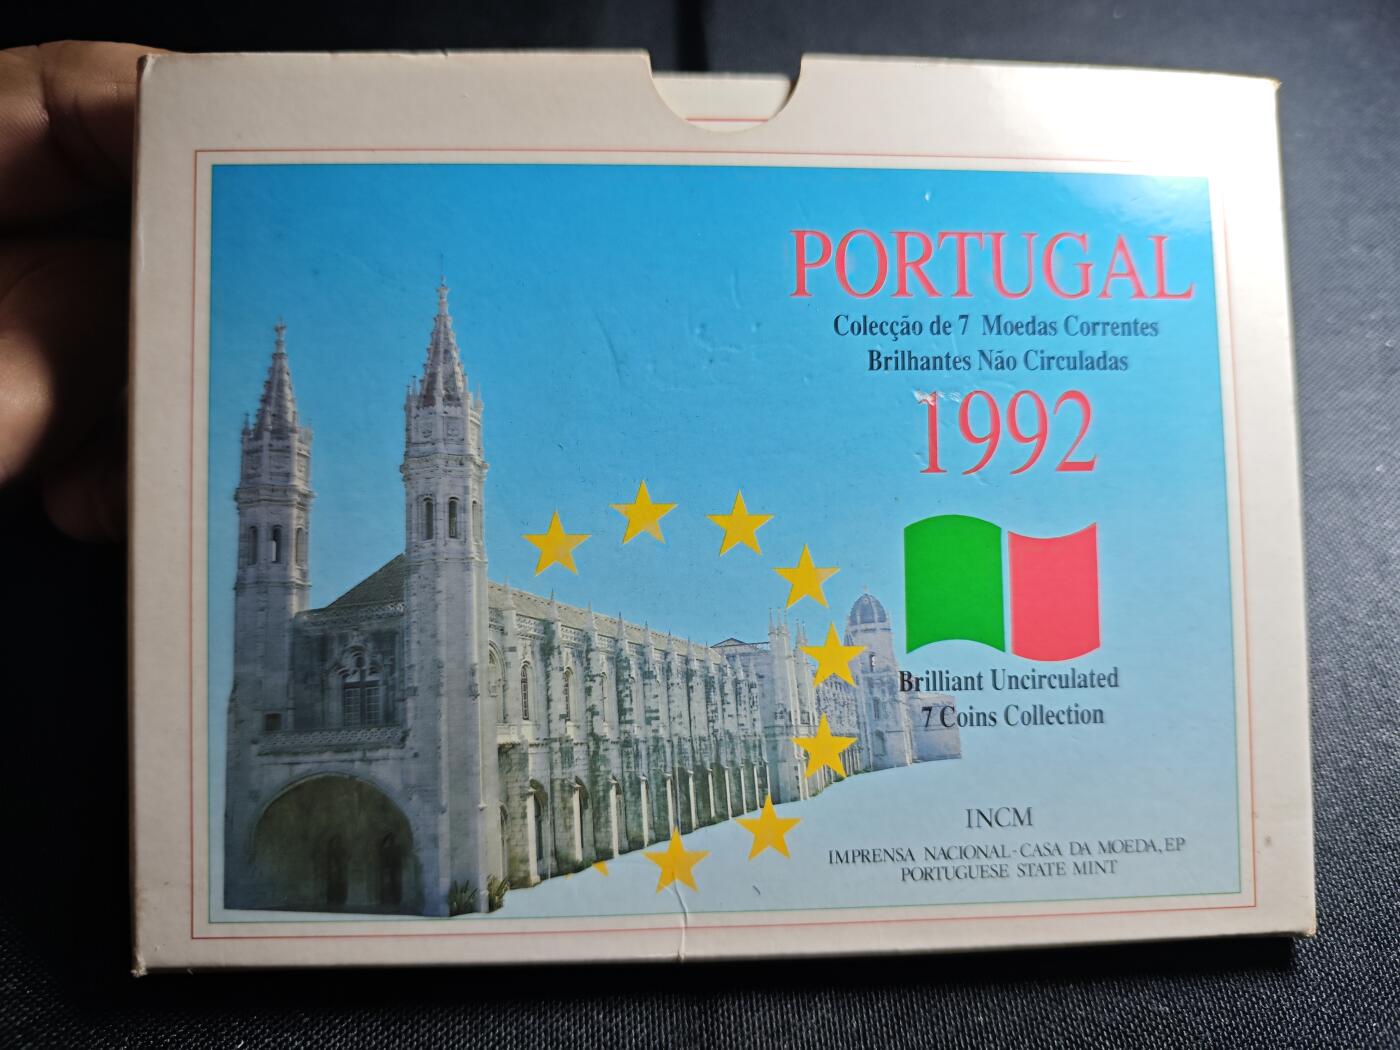 PORTUGAL
Colecção de 7 Moedas Correntes
Brilhantes Não Circuladas
1992
Brilliant Uncirculated
7 Coins Collection
INCM
IMPRENSA NACIONAL-CASA DA MOEDA, EP
PORTUGUESE STATE MINT